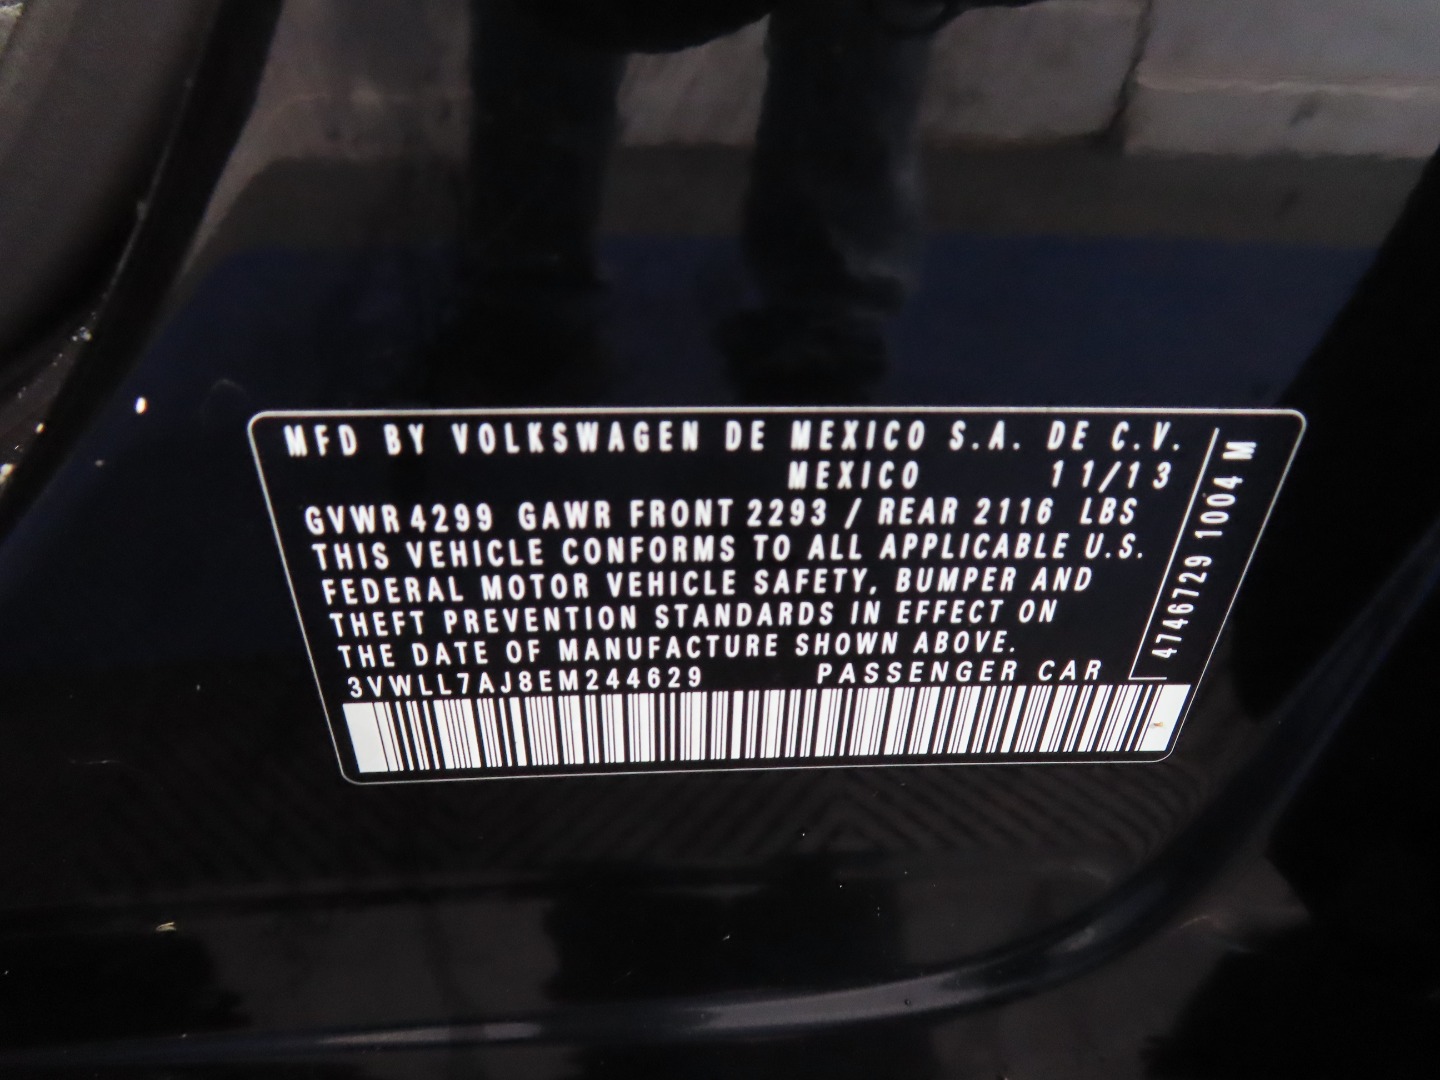 MFD BY VOLKSWAGEN DE MEXICO S.A. DE C.V.
MEXICO 11/13
GVWR 4299 GAWR FRONT 2293 / REAR 2116 LBS
THIS VEHICLE CONFORMS TO ALL APPLICABLE U.S.
FEDERAL MOTOR VEHICLE SAFETY, BUMPER AND
THEFT PREVENTION STANDARDS IN EFFECT ON
THE DATE OF MANUFACTURE SHOWN ABOVE.
3VWLL7AJ8EM244629 PASSENGER CAR
4746729 1004 M